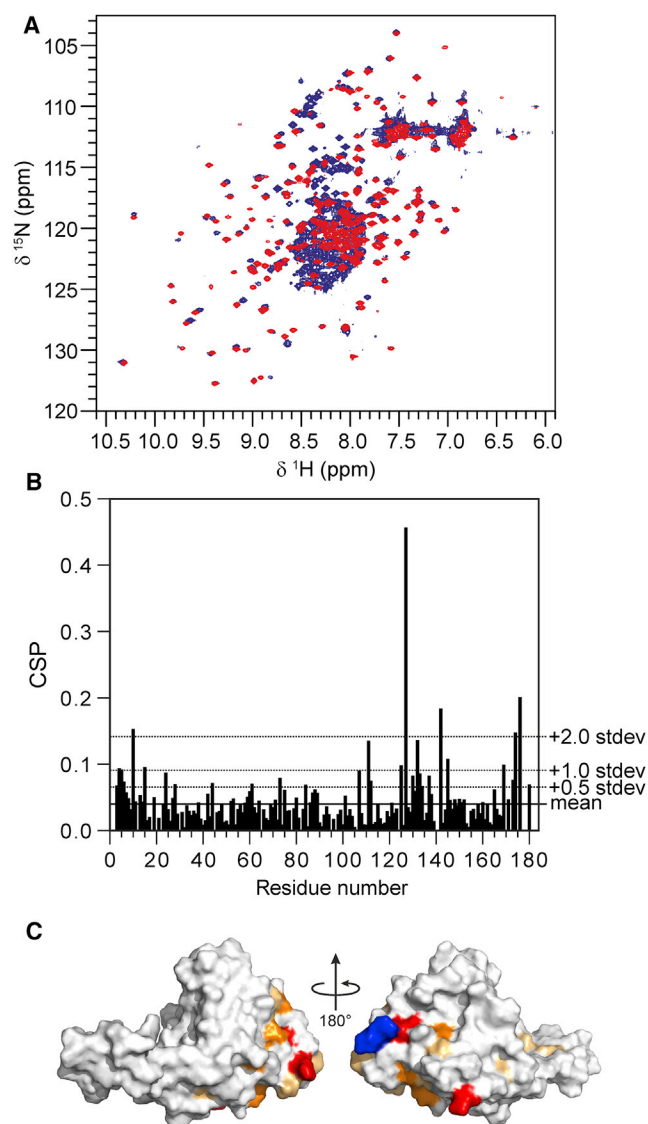 A
105
110
115
120
125
130
120
δ ¹⁵N (ppm)
10.5 10.0 9.5 9.0 8.5 8.0 7.5 7.0 6.5 6.0
δ ¹H (ppm)
B
0.5
0.4
0.3
0.2
0.1
0.0
CSP
+2.0 stdev
+1.0 stdev
+0.5 stdev
mean
0 20 40 60 80 100 120 140 160 180
Residue number
C
180°